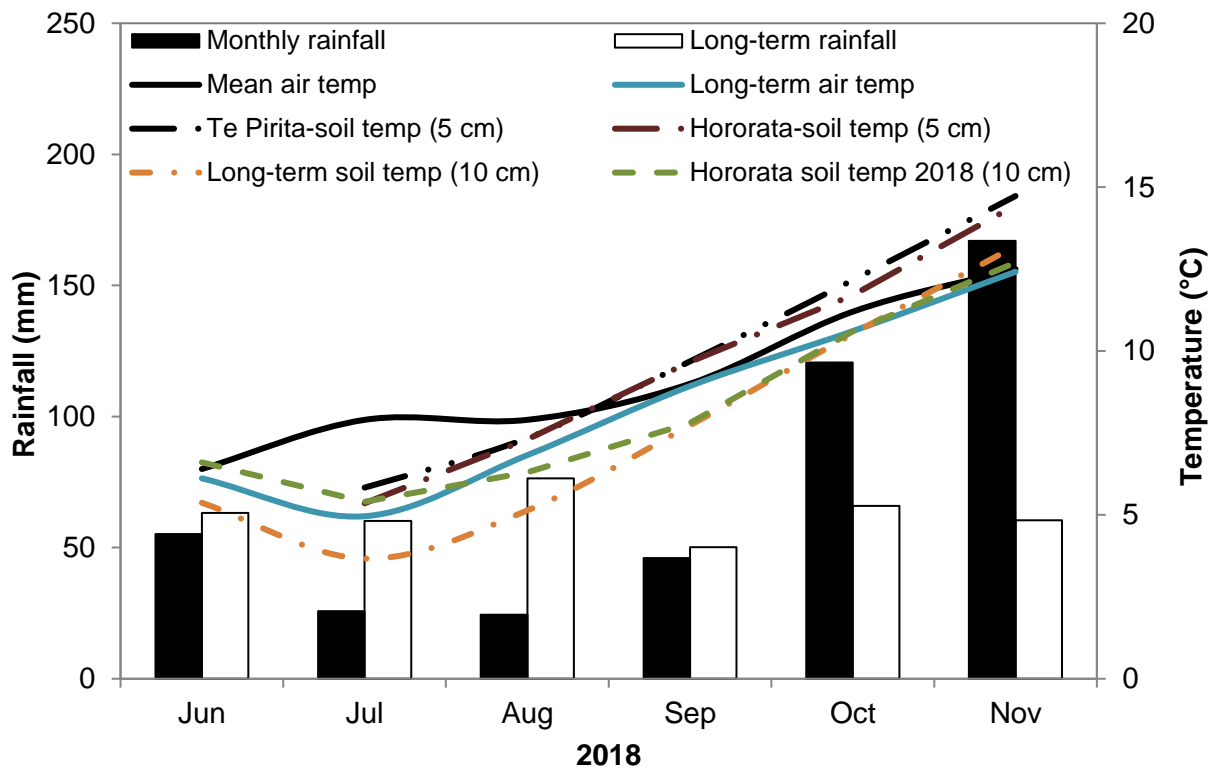 250
200
150
100
50
0
Rainfall (mm)
Monthly rainfall
Long-term rainfall
Mean air temp
Long-term air temp
Te Pirita-soil temp (5 cm)
Hororata-soil temp (5 cm)
Long-term soil temp (10 cm)
Hororata soil temp 2018 (10 cm)
20
15
10
5
0
Temperature (°C)
Jun Jul Aug Sep Oct Nov
2018